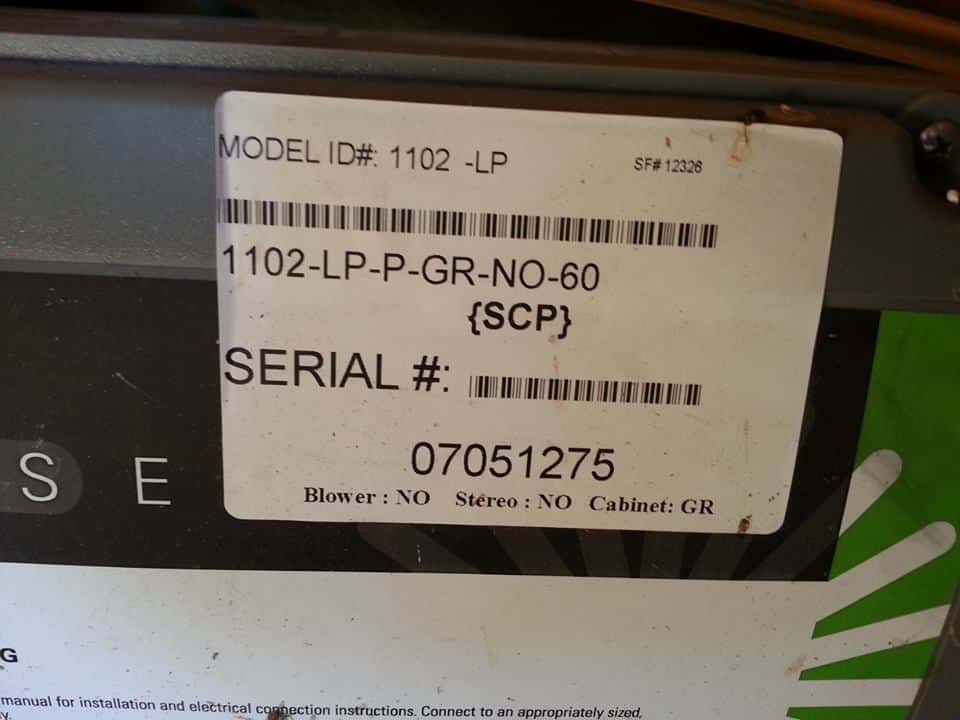 MODEL ID#: 1102 -LP SF# 12326
1102-LP-P-GR-NO-60
{SCP}
SERIAL #:
07051275
Blower : NO Stereo : NO Cabinet: GR
S E
G
manual for installation and electrical connection instructions. Connect to an appropriately sized,
y.